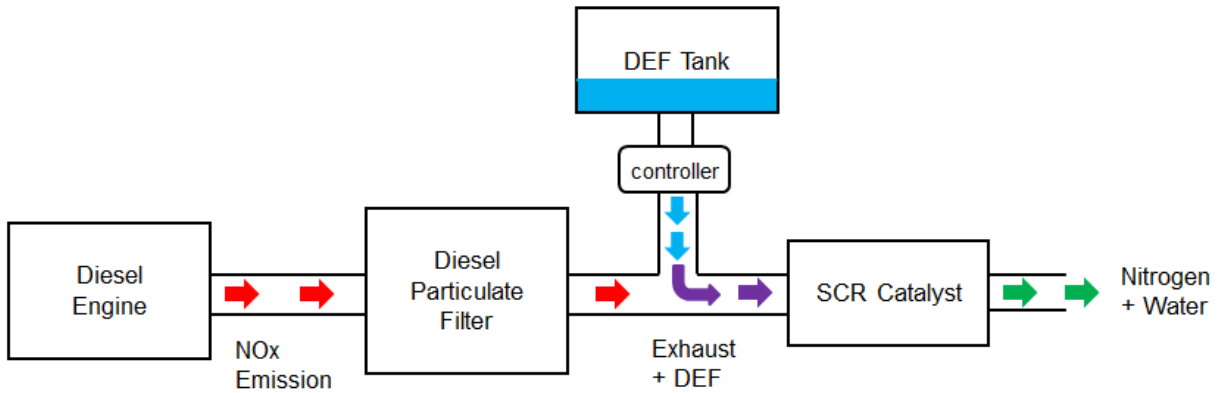 DEF Tank
controller
Diesel
Engine
Diesel
Particulate
Filter
SCR Catalyst
Nitrogen
+ Water
NOx
Emission
Exhaust
+ DEF